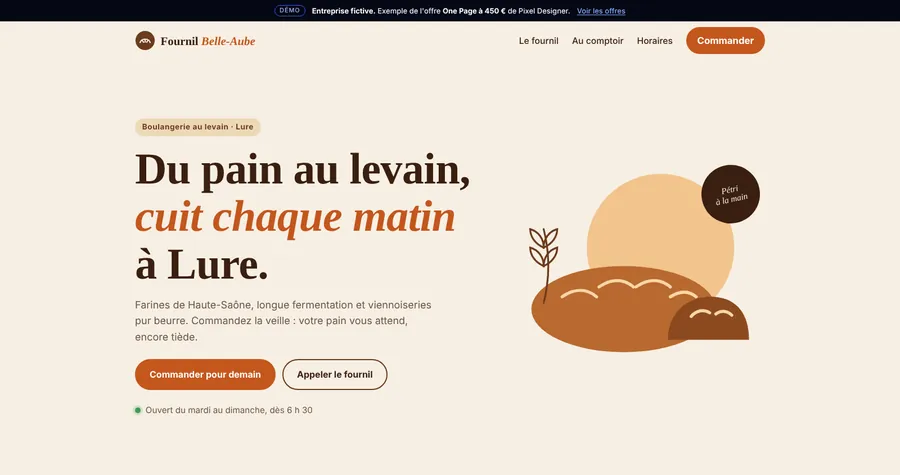 DÉMO Entreprise fictive. Exemple de l'offre One Page à 450 € de Pixel Designer. Voir les offres
Fournil Belle-Aube Le fournil Au comptoir Horaires Commander
Boulangerie au levain · Lure
Du pain au levain,
cuit chaque matin
à Lure.
Pétri
à la main
Farines de Haute-Saône, longue fermentation et viennoiseries
pur beurre. Commandez la veille : votre pain vous attend,
encore tiède.
Commander pour demain Appeler le fournil
Ouvert du mardi au dimanche, dès 6 h 30